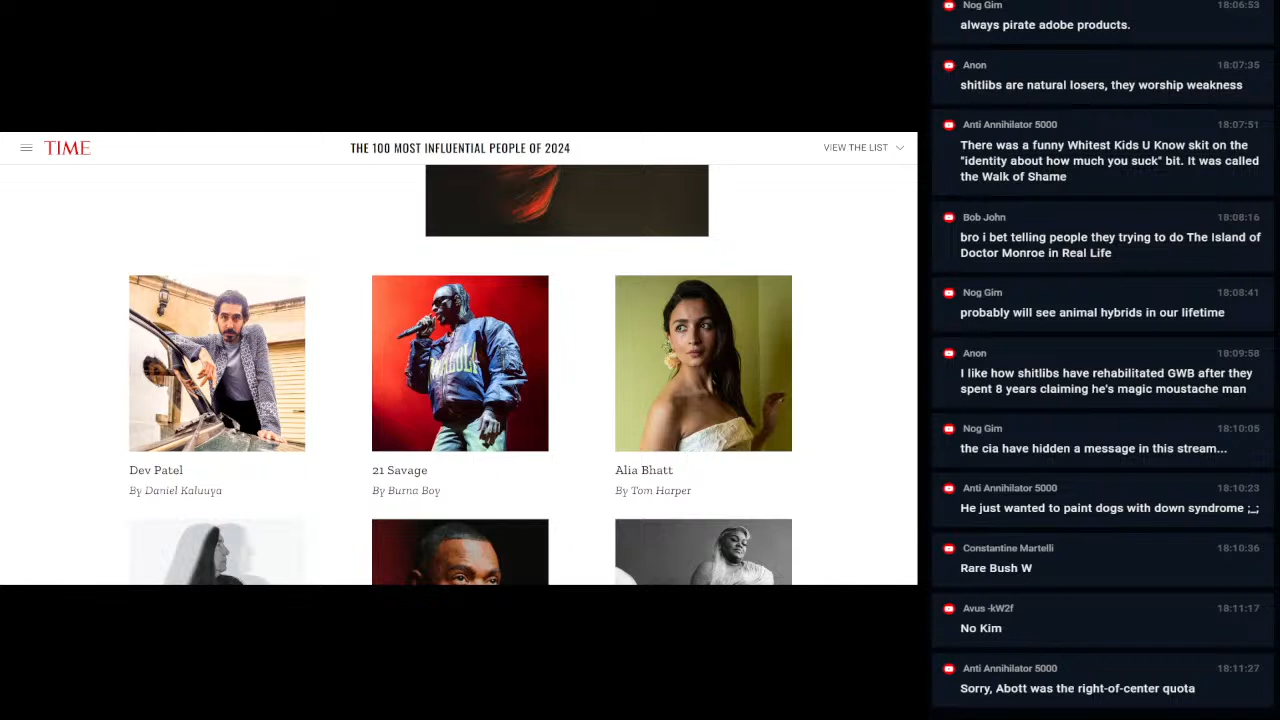 TIME
THE 100 MOST INFLUENTIAL PEOPLE OF 2024
VIEW THE LIST
Dev Patel
By Daniel Kaluuya
21 Savage
By Burna Boy
Alia Bhatt
By Tom Harper
Nog Gim 18:06:53
always pirate adobe products.
Anon 18:07:35
shitlibs are natural losers, they worship weakness
Anti Annihilator 5000 18:07:51
There was a funny Whitest Kids U Know skit on the
"identity about how much you suck" bit. It was called
the Walk of Shame
Bob John 18:08:16
bro i bet telling people they trying to do The Island of
Doctor Monroe in Real Life
Nog Gim 18:08:41
probably will see animal hybrids in our lifetime
Anon 18:09:58
I like how shitlibs have rehabilitated GWB after they
spent 8 years claiming he's magic moustache man
Nog Gim 18:10:05
the cia have hidden a message in this stream...
Anti Annihilator 5000 18:10:23
He just wanted to paint dogs with down syndrome ;_;
Constantine Martelli 18:10:36
Rare Bush W
Avus -kW2f 18:11:17
No Kim
Anti Annihilator 5000 18:11:27
Sorry, Abott was the right-of-center quota